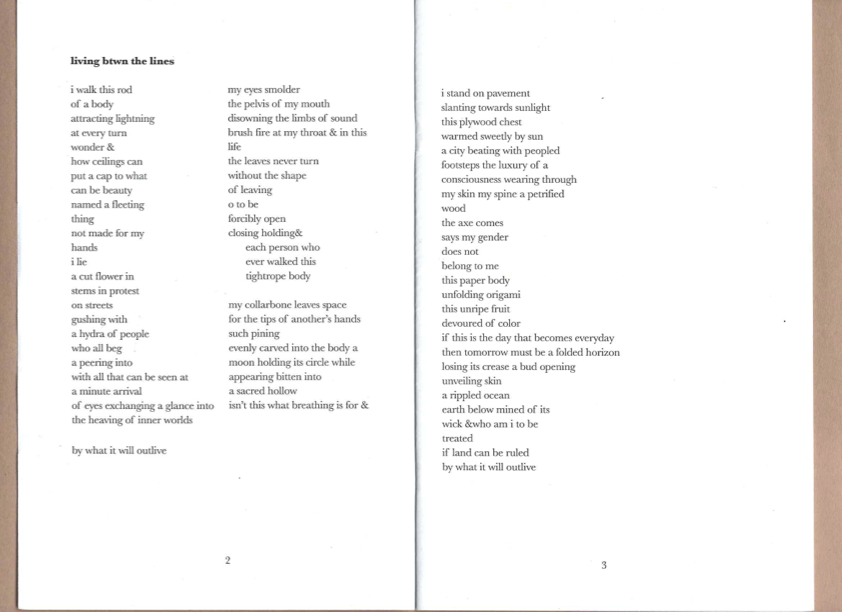 living btwn the lines
i walk this rod
of a body
attracting lightning
at every turn
wonder &
how ceilings can
put a cap to what
can be beauty
named a fleeting
thing
not made for my
hands
i lie
a cut flower in
stems in protest
on streets
gushing with
a hydra of people
who all beg
a peering into
with all that can be seen at
a minute arrival
of eyes exchanging a glance into
the heaving of inner worlds
by what it will outlive
my eyes smolder
the pelvis of my mouth
disowning the limbs of sound
brush fire at my throat & in this
life
the leaves never turn
without the shape
of leaving
o to be
forcibly open
closing holding&
each person who
ever walked this
tightrope body
my collarbone leaves space
for the tips of another's hands
such pining
evenly carved into the body a
moon holding its circle while
appearing bitten into
a sacred hollow
isn't this what breathing is for &
2
i stand on pavement
slanting towards sunlight
this plywood chest
warmed sweetly by sun
a city beating with peopled
footsteps the luxury of a
consciousness wearing through
my skin my spine a petrified
wood
the axe comes
says my gender
does not
belong to me
this paper body
unfolding origami
this unripe fruit
devoured of color
if this is the day that becomes everyday
then tomorrow must be a folded horizon
losing its crease a bud opening
unveiling skin
a rippled ocean
earth below mined of its
wick &who am i to be
treated
if land can be ruled
by what it will outlive
3